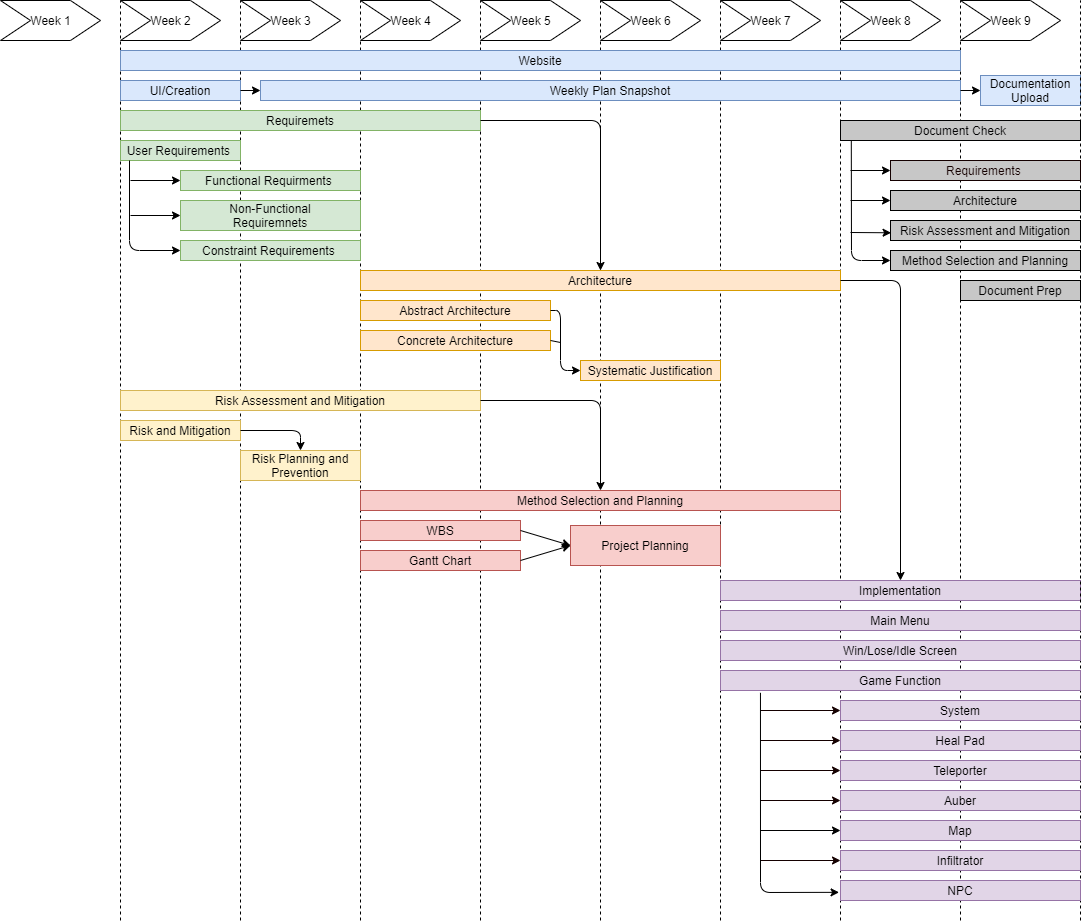 Week 1
Week 2
Week 3
Week 4
Week 5
Week 6
Week 7
Week 8
Week 9
Website
UI/Creation
Weekly Plan Snapshot
Documentation
Upload
Requiremets
Document Check
User Requirements
Functional Requirments
Requirements
Non-Functional
Requiremnets
Architecture
Risk Assessment and Mitigation
Constraint Requirements
Method Selection and Planning
Architecture
Document Prep
Abstract Architecture
Concrete Architecture
Systematic Justification
Risk Assessment and Mitigation
Risk and Mitigation
Risk Planning and
Prevention
Method Selection and Planning
WBS
Project Planning
Gantt Chart
Implementation
Main Menu
Win/Lose/Idle Screen
Game Function
System
Heal Pad
Teleporter
Auber
Map
Infiltrator
NPC